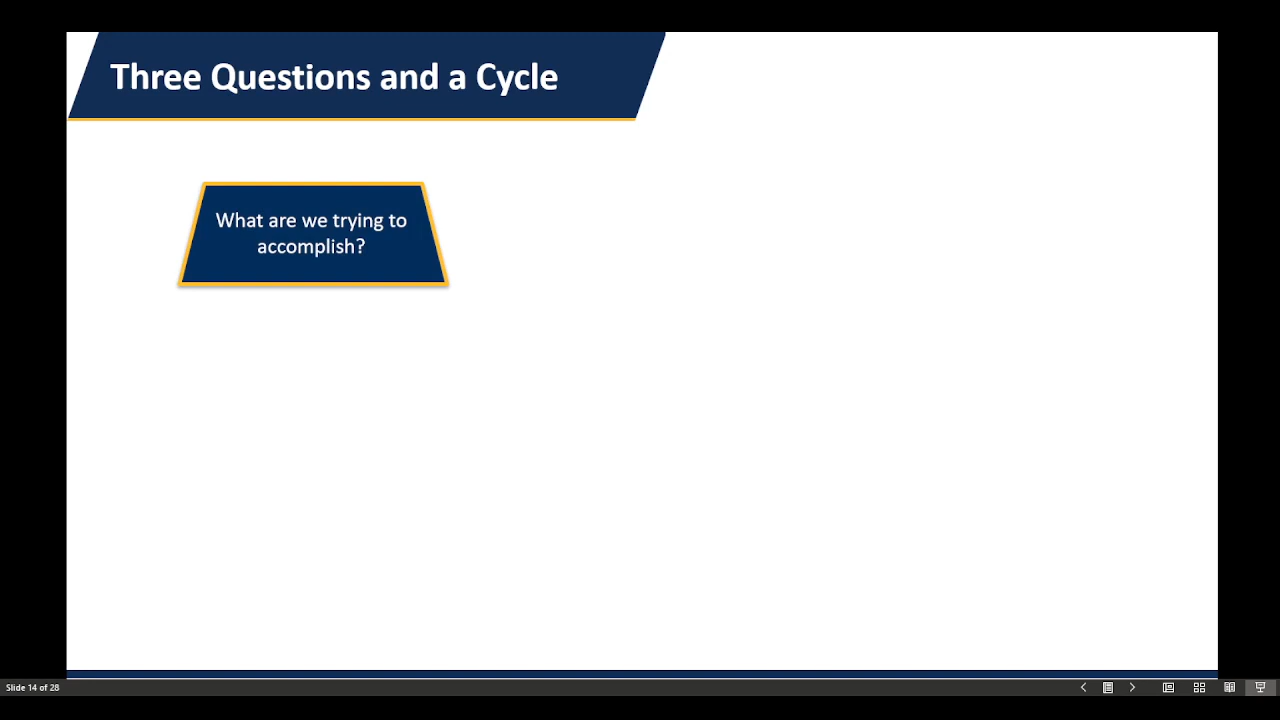 Three Questions and a Cycle
What are we trying to
accomplish?
Slide 14 of 28